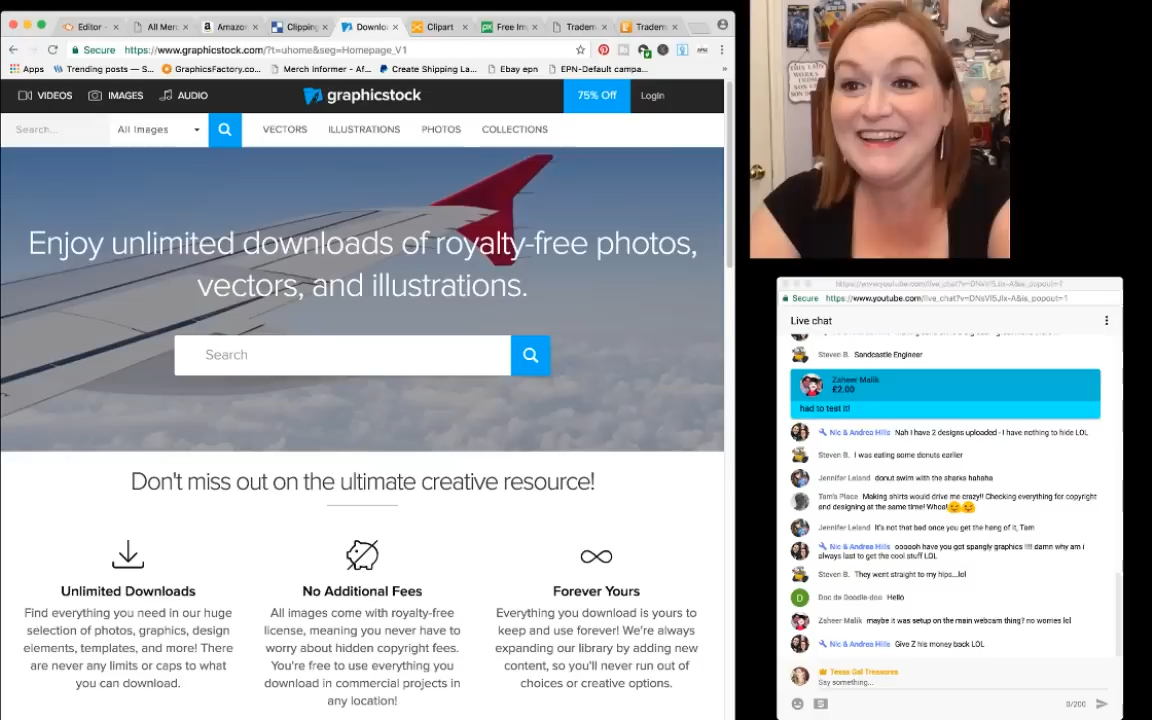 Editor -
All Mer
Amazon
Clipping
Downlo
Clipart
Free Im
Tradem
Tradem
Secure https://www.graphicstock.com/?t=uhome&seg=Homepage_V1
Apps Trending posts — S... GraphicsFactory.co... Merch Informer - Af... Create Shipping La... Ebay epn EPN-Default campa...
VIDEOS IMAGES AUDIO graphicstock 75% Off Login
Search... All Images VECTORS ILLUSTRATIONS PHOTOS COLLECTIONS
Enjoy unlimited downloads of royalty-free photos,
vectors, and illustrations.
Search
Don't miss out on the ultimate creative resource!
Unlimited Downloads
Find everything you need in our huge
selection of photos, graphics, design
elements, templates, and more! There
are never any limits or caps to what
you can download.
No Additional Fees
All images come with royalty-free
license, meaning you never have to
worry about hidden copyright fees.
You're free to use everything you
download in commercial projects in
any location!
Forever Yours
Everything you download is yours to
keep and use forever! We're always
expanding our library by adding new
content, so you'll never run out of
choices or creative options.
Secure https://www.youtube.com/live_chat?v=DNsVI5JIx-A&is_popout=1
Live chat
Steven B. Sandcastle Engineer
Zaheer Malik
£2.00
had to test it!
Nic & Andrea Hills Nah I have 2 designs uploaded - I have nothing to hide LOL
Steven B. I was eating some donuts earlier
Jennifer Leland donut swim with the sharks hahaha
Tam's Place Making shirts would drive me crazy!! Checking everything for copyright
and designing at the same time! Whoa!
Jennifer Leland It's not that bad once you get the heng of it, Tam
Nic & Andrea Hills oooooh have you got spangly graphics !!!! damn why am i
always last to get the cool stuff LOL
Steven B. They went straight to my hips...lol
Doc de Doodle-doo Hello
Zaheer Malik maybe it was setup on the main webcam thing? no worries lol
Nic & Andrea Hills Give Z his money back LOL
Texas Gal Treasures
Say something...
0/200